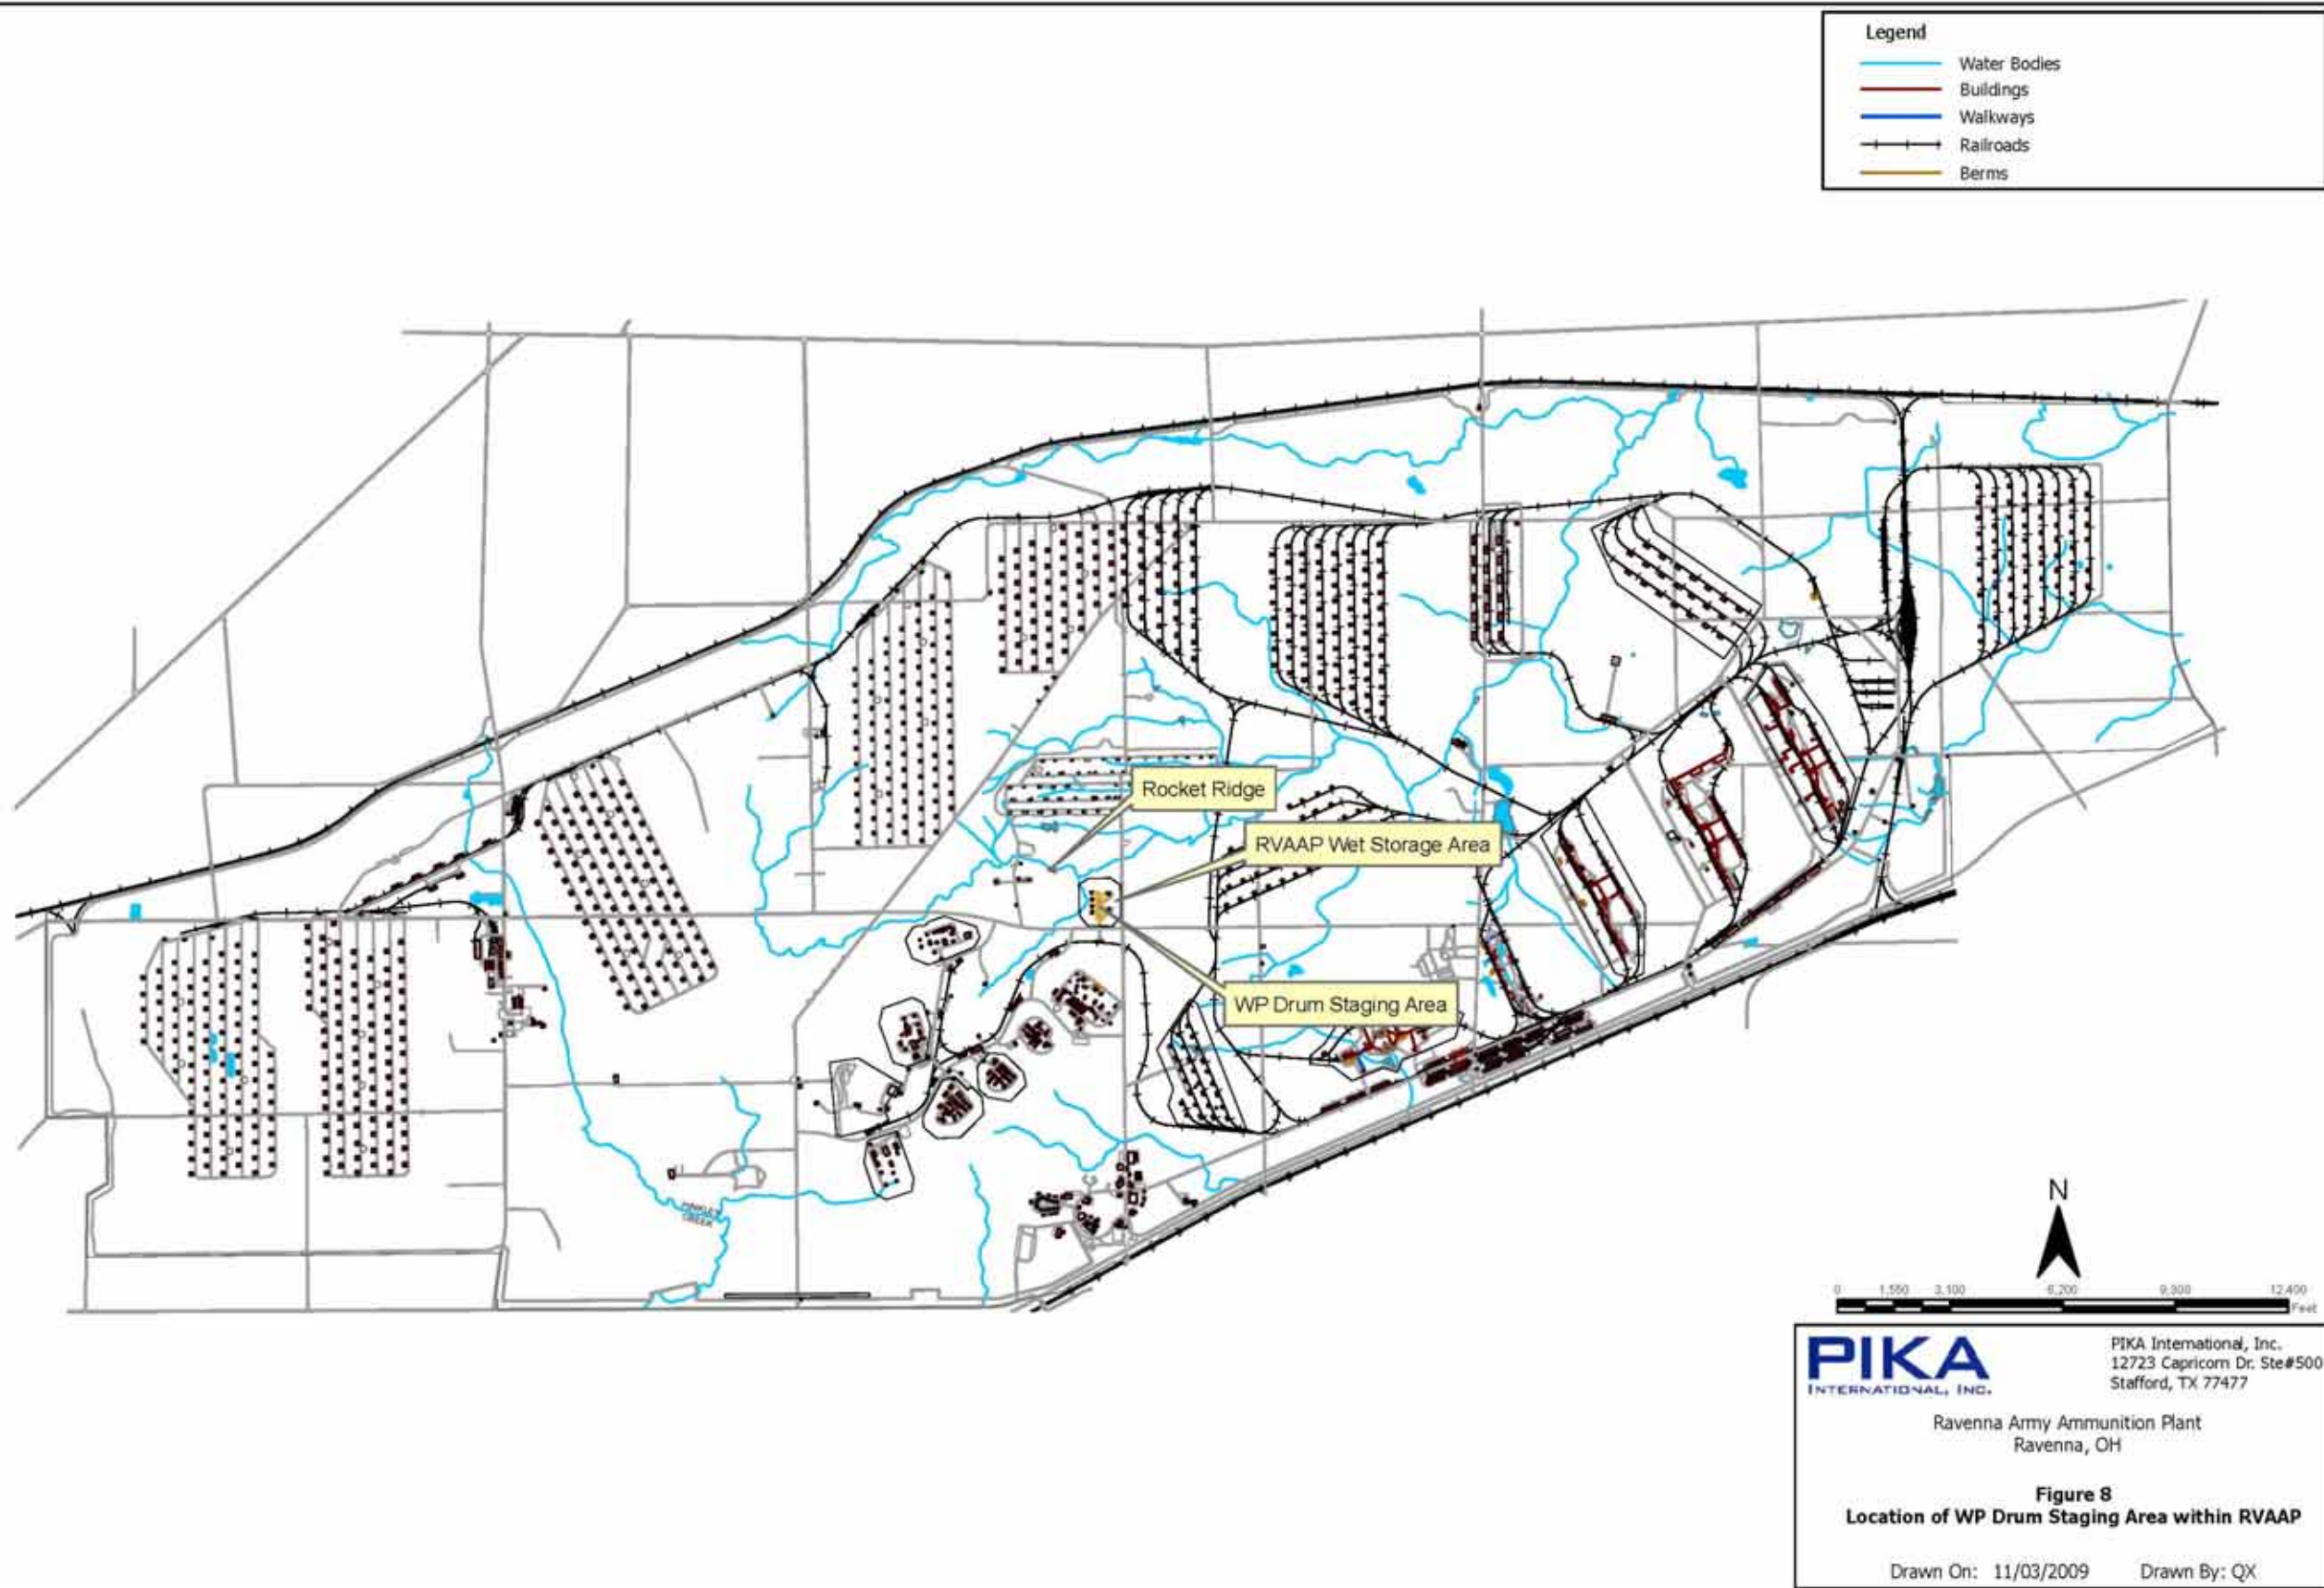 Legend
Water Bodies
Buildings
Walkways
Railroads
Berms
Rocket Ridge
RVAAP Wet Storage Area
WP Drum Staging Area
HINKLEY
CREEK
N
0 1,550 3,100 6,200 9,300 12,400
Feet
PIKA
INTERNATIONAL, INC.
PIKA International, Inc.
12723 Capricorn Dr. Ste#500
Stafford, TX 77477
Ravenna Army Ammunition Plant
Ravenna, OH
Figure 8
Location of WP Drum Staging Area within RVAAP
Drawn On: 11/03/2009 Drawn By: QX